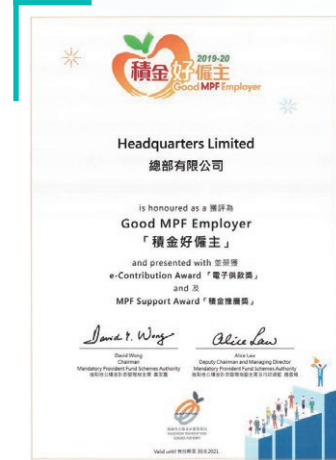 2019-20
積金好僱主
Good MPF Employer
Headquarters Limited
總部有限公司
is honoured as a 獲評為
Good MPF Employer
「積金好僱主」
and presented with 並榮獲
e-Contribution Award 「電子供款獎」
and 及
MPF Support Award 「積金推廣獎」
David Wong
Chairman
Mandatory Provident Fund Schemes Authority
Alice Law
Deputy Chairman and Managing Director
Mandatory Provident Fund Schemes Authority
Valid until 有效期至 30.9.2021